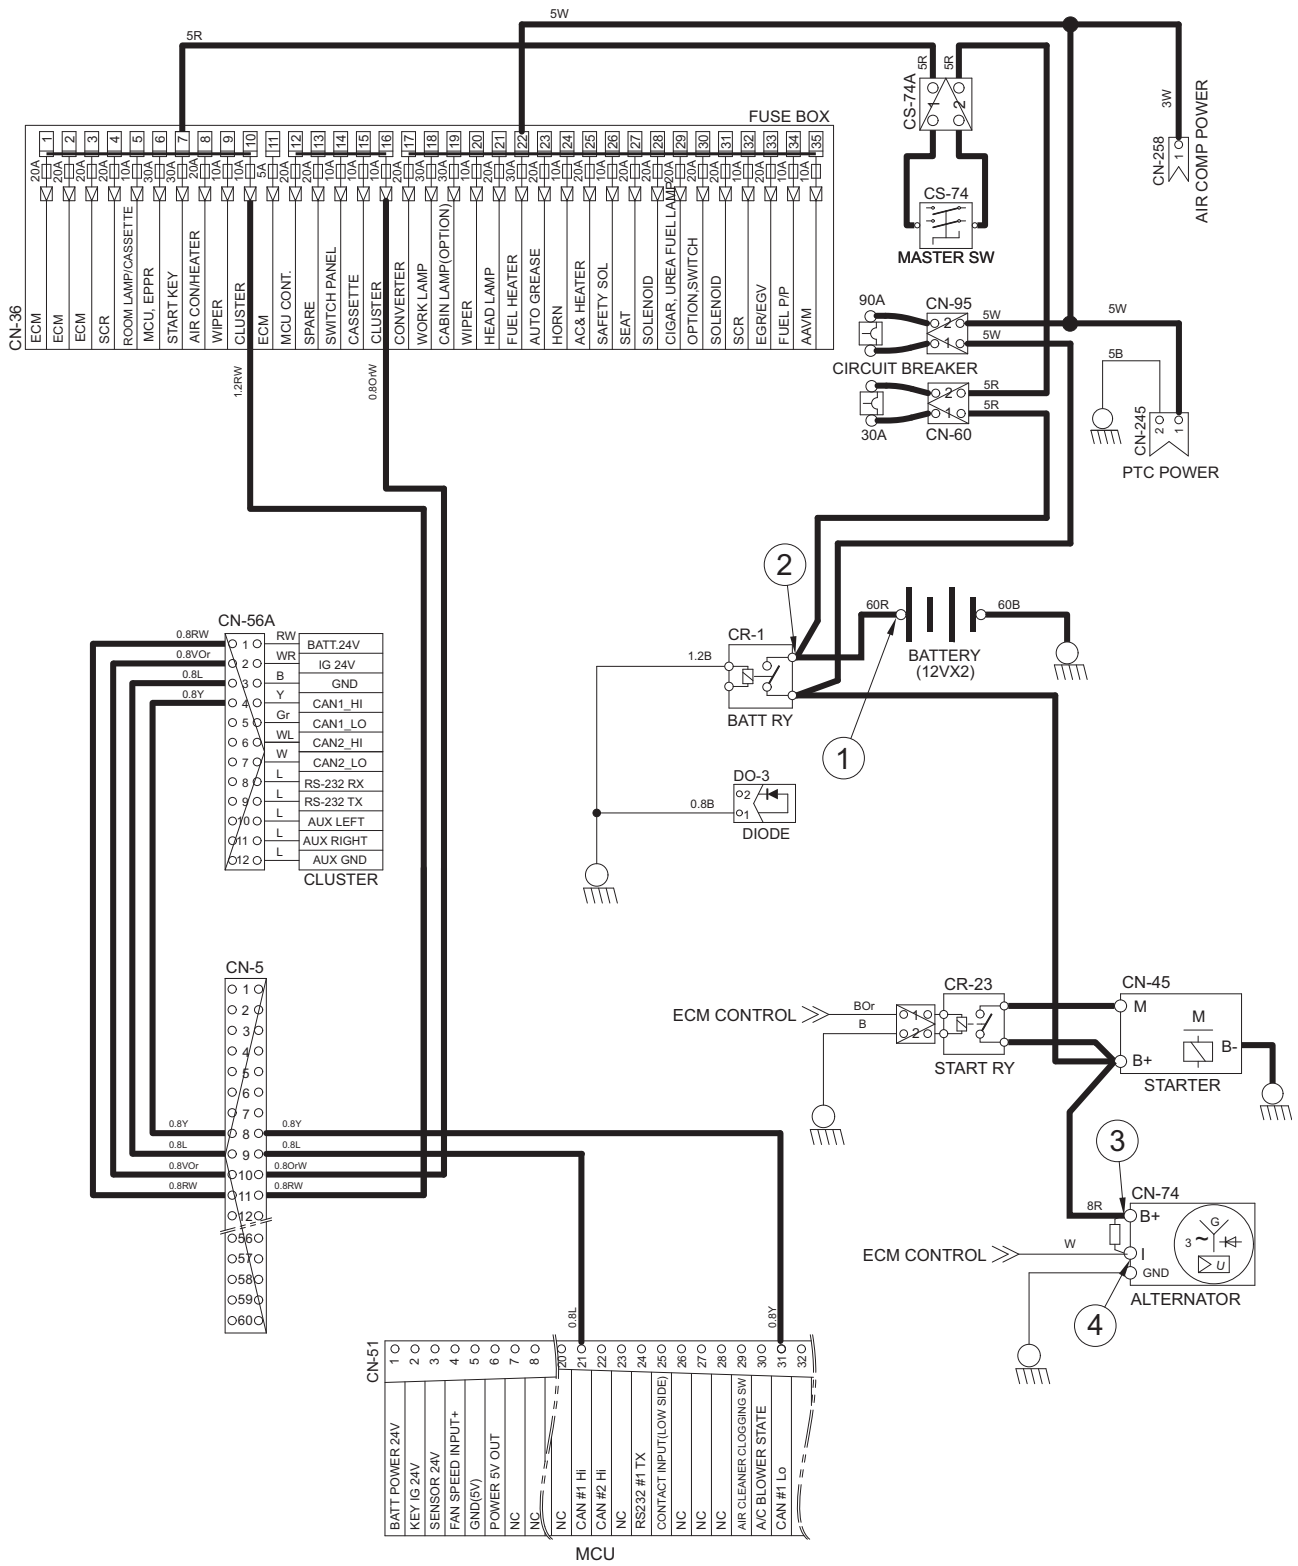 5W
5R
5R
5R
3W
CS-74A
1
2
CN-258
1
AIR COMP POWER
FUSE BOX
1 2 3 4 5 6 7 8 9 10 11 12 13 14 15 16 17 18 19 20 21 22 23 24 25 26 27 28 29 30 31 32 33 34 35
20A 20A 20A 20A 10A 30A 30A 20A 10A 10A 5A 20A 20A 10A 10A 10A 20A 30A 30A 10A 20A 30A 20A 20A 10A 20A 20A 20A 20A 20A 20A 10A 20A 10A 10A
CN-36
ECM
ECM
ECM
SCR
ROOM LAMP/CASSETTE
MCU, EPPR
START KEY
AIR CON/HEATER
WIPER
CLUSTER
ECM
MCU CONT.
SPARE
SWITCH PANEL
CASSETTE
CLUSTER
CONVERTER
WORK LAMP
CABIN LAMP(OPTION)
WIPER
HEAD LAMP
FUEL HEATER
AUTO GREASE
HORN
AC& HEATER
SAFETY SOL
SEAT
SOLENOID
CIGAR, UREA FUEL LAMP
OPTION,SWITCH
SOLENOID
SCR
EGR/EGV
FUEL P/P
AAVM
CS-74
MASTER SW
90A
CN-95
2
5W
1
5W
5W
CIRCUIT BREAKER
2
5R
1
5R
30A
CN-60
5B
CN-245
2
1
PTC POWER
1.2RW
0.8OrW
2
CN-56A
0.8RW
1
RW
BATT.24V
0.8VOr
2
WR
IG 24V
0.8L
3
B
GND
0.8Y
4
Y
CAN1_HI
5
Gr
CAN1_LO
6
WL
CAN2_HI
7
W
CAN2_LO
8
L
RS-232 RX
9
L
RS-232 TX
10
L
AUX LEFT
11
L
AUX RIGHT
12
L
AUX GND
CLUSTER
60R
60B
CR-1
BATTERY
(12VX2)
1.2B
BATT RY
1
DO-3
2
1
0.8B
DIODE
CN-5
1
2
3
4
5
6
7
0.8Y
8
0.8Y
0.8L
9
0.8L
0.8VOr
10
0.8OrW
0.8RW
11
0.8RW
12
56
57
58
59
60
CR-23
CN-45
ECM CONTROL
BOr
1
B
2
M
M
B+
B-
START RY
STARTER
3
CN-74
8R
B+
G
3 ~
U
ECM CONTROL
W
I
GND
ALTERNATOR
4
0.8L
0.8Y
CN-51
1 2 3 4 5 6 7 8 20 21 22 23 24 25 26 27 28 29 30 31 32
BATT POWER 24V
KEY IG 24V
SENSOR 24V
FAN SPEED INPUT+
GND(5V)
POWER 5V OUT
NC
NC
NC
CAN #1 Hi
CAN #2 Hi
NC
RS232 #1 TX
CONTACT INPUT(LOW SIDE)
NC
NC
NC
AIR CLEANER CLOGGING SW
A/C BLOWER STATE
CAN #1 Lo
MCU